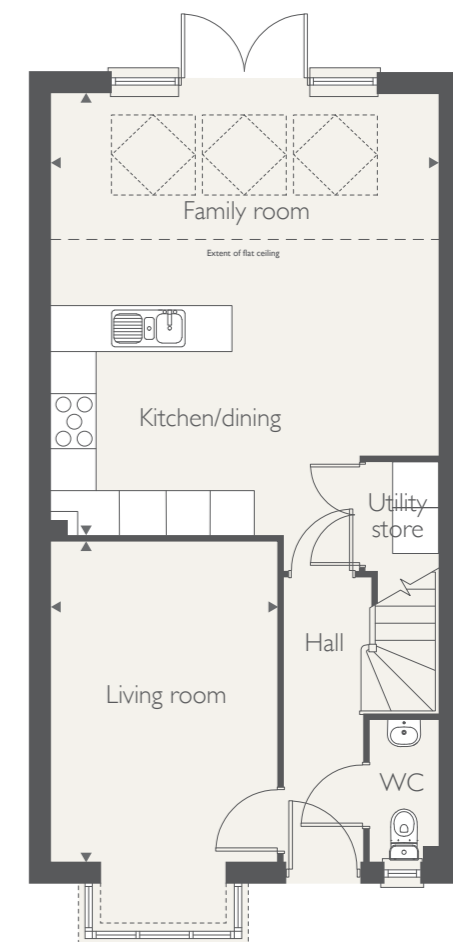 Family room
Extent of flat ceiling
Kitchen/dining
Utility
store
Hall
Living room
WC